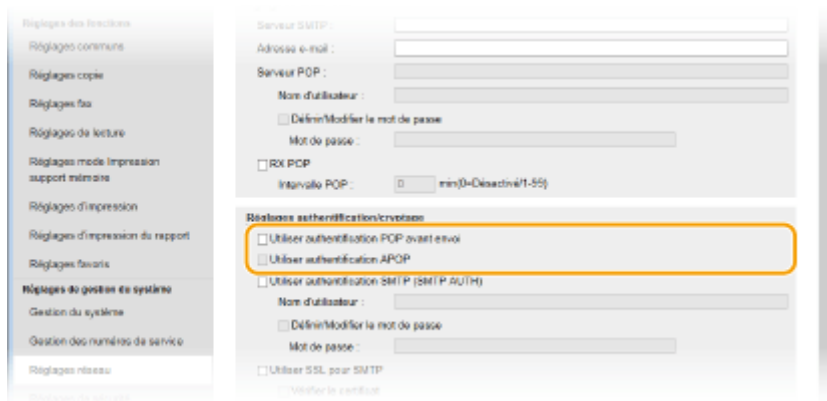 Réglages des fonctions
Réglages communs
Réglages copie
Réglages fax
Réglages de lecture
Réglages mode Impression
support mémoire
Réglages d'impression
Réglages d'impression du rapport
Réglages favoris
Réglages de gestion du système
Gestion du système
Gestion des numéros de service
Réglages réseau
Réglages de sécurité
Serveur SMTP :
Adresse e-mail :
Serveur POP :
Nom d'utilisateur :
Définir/Modifier le mot de passe
Mot de passe :
RX POP
Intervalle POP : 0 min(0=Désactivé/1-99)
Réglages authentification/cryptage
Utiliser authentification POP avant envoi
Utiliser authentification APOP
Utiliser authentification SMTP (SMTP AUTH)
Nom d'utilisateur :
Définir/Modifier le mot de passe
Mot de passe :
Utiliser SSL pour SMTP
Vérifier le certificat